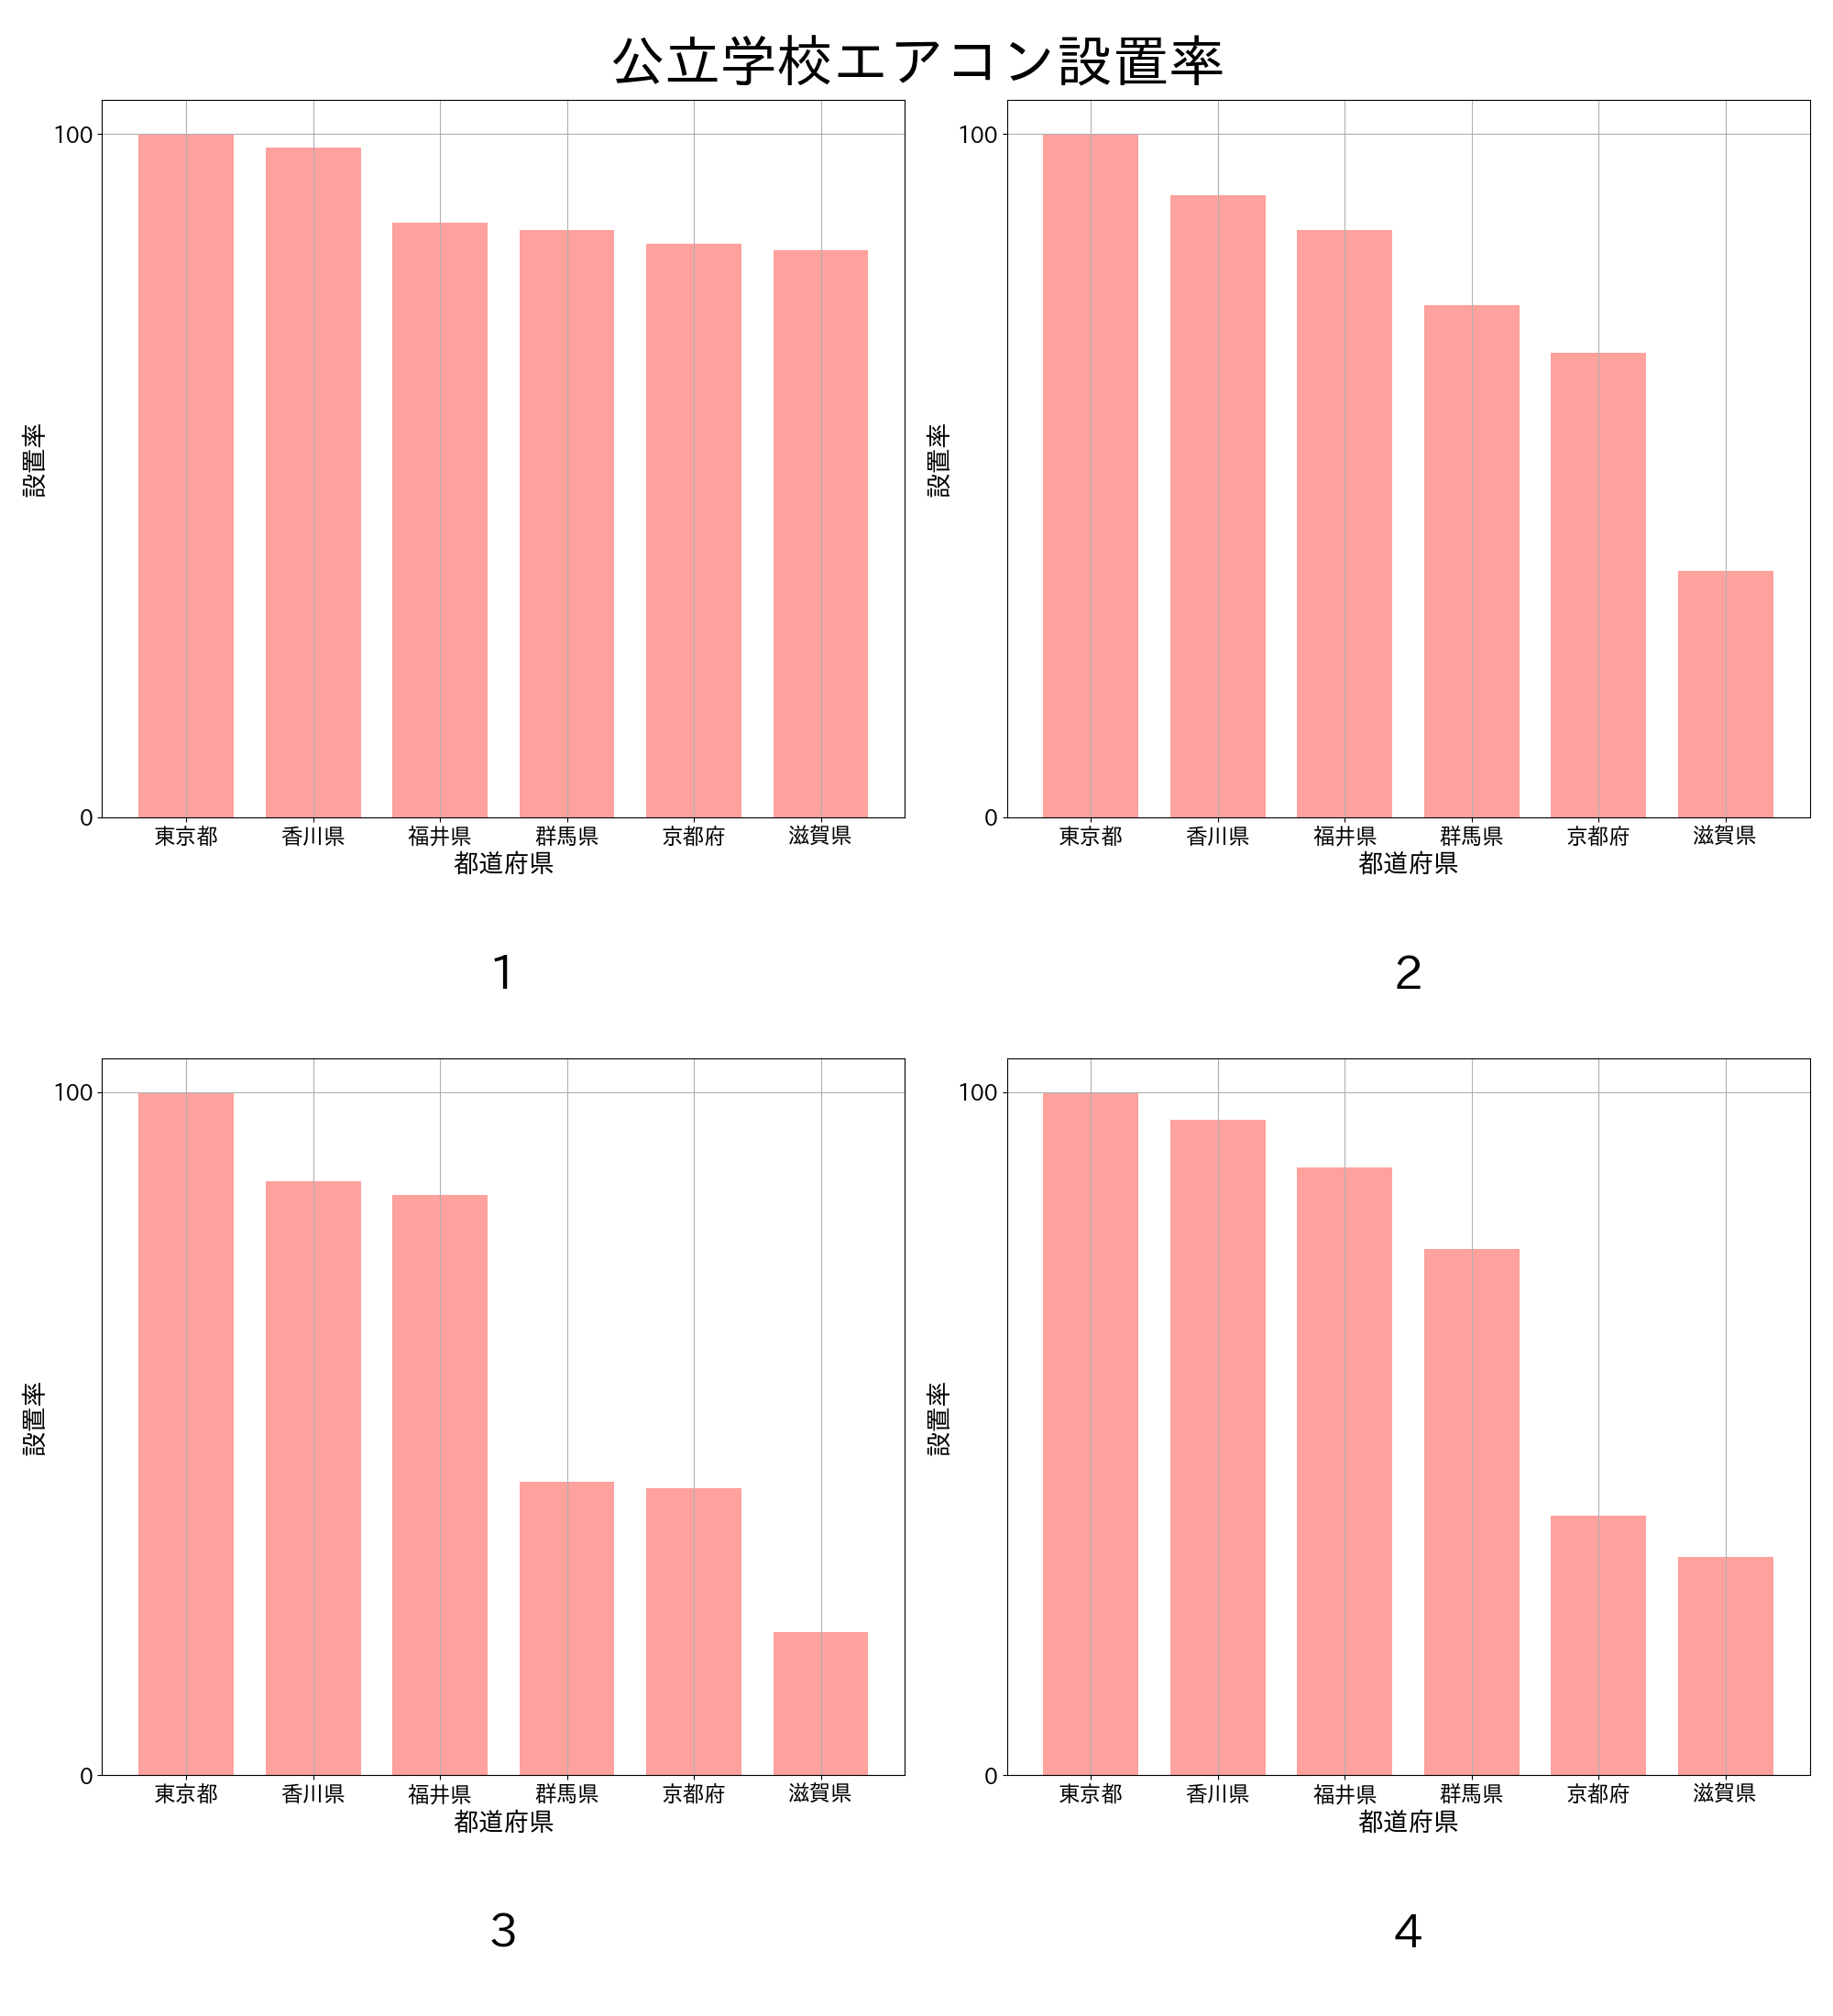 公立学校エアコン設置率
100
設置率
0
東京都 香川県 福井県 群馬県 京都府 滋賀県
都道府県
1
100
設置率
0
東京都 香川県 福井県 群馬県 京都府 滋賀県
都道府県
2
100
設置率
0
東京都 香川県 福井県 群馬県 京都府 滋賀県
都道府県
3
100
設置率
0
東京都 香川県 福井県 群馬県 京都府 滋賀県
都道府県
4